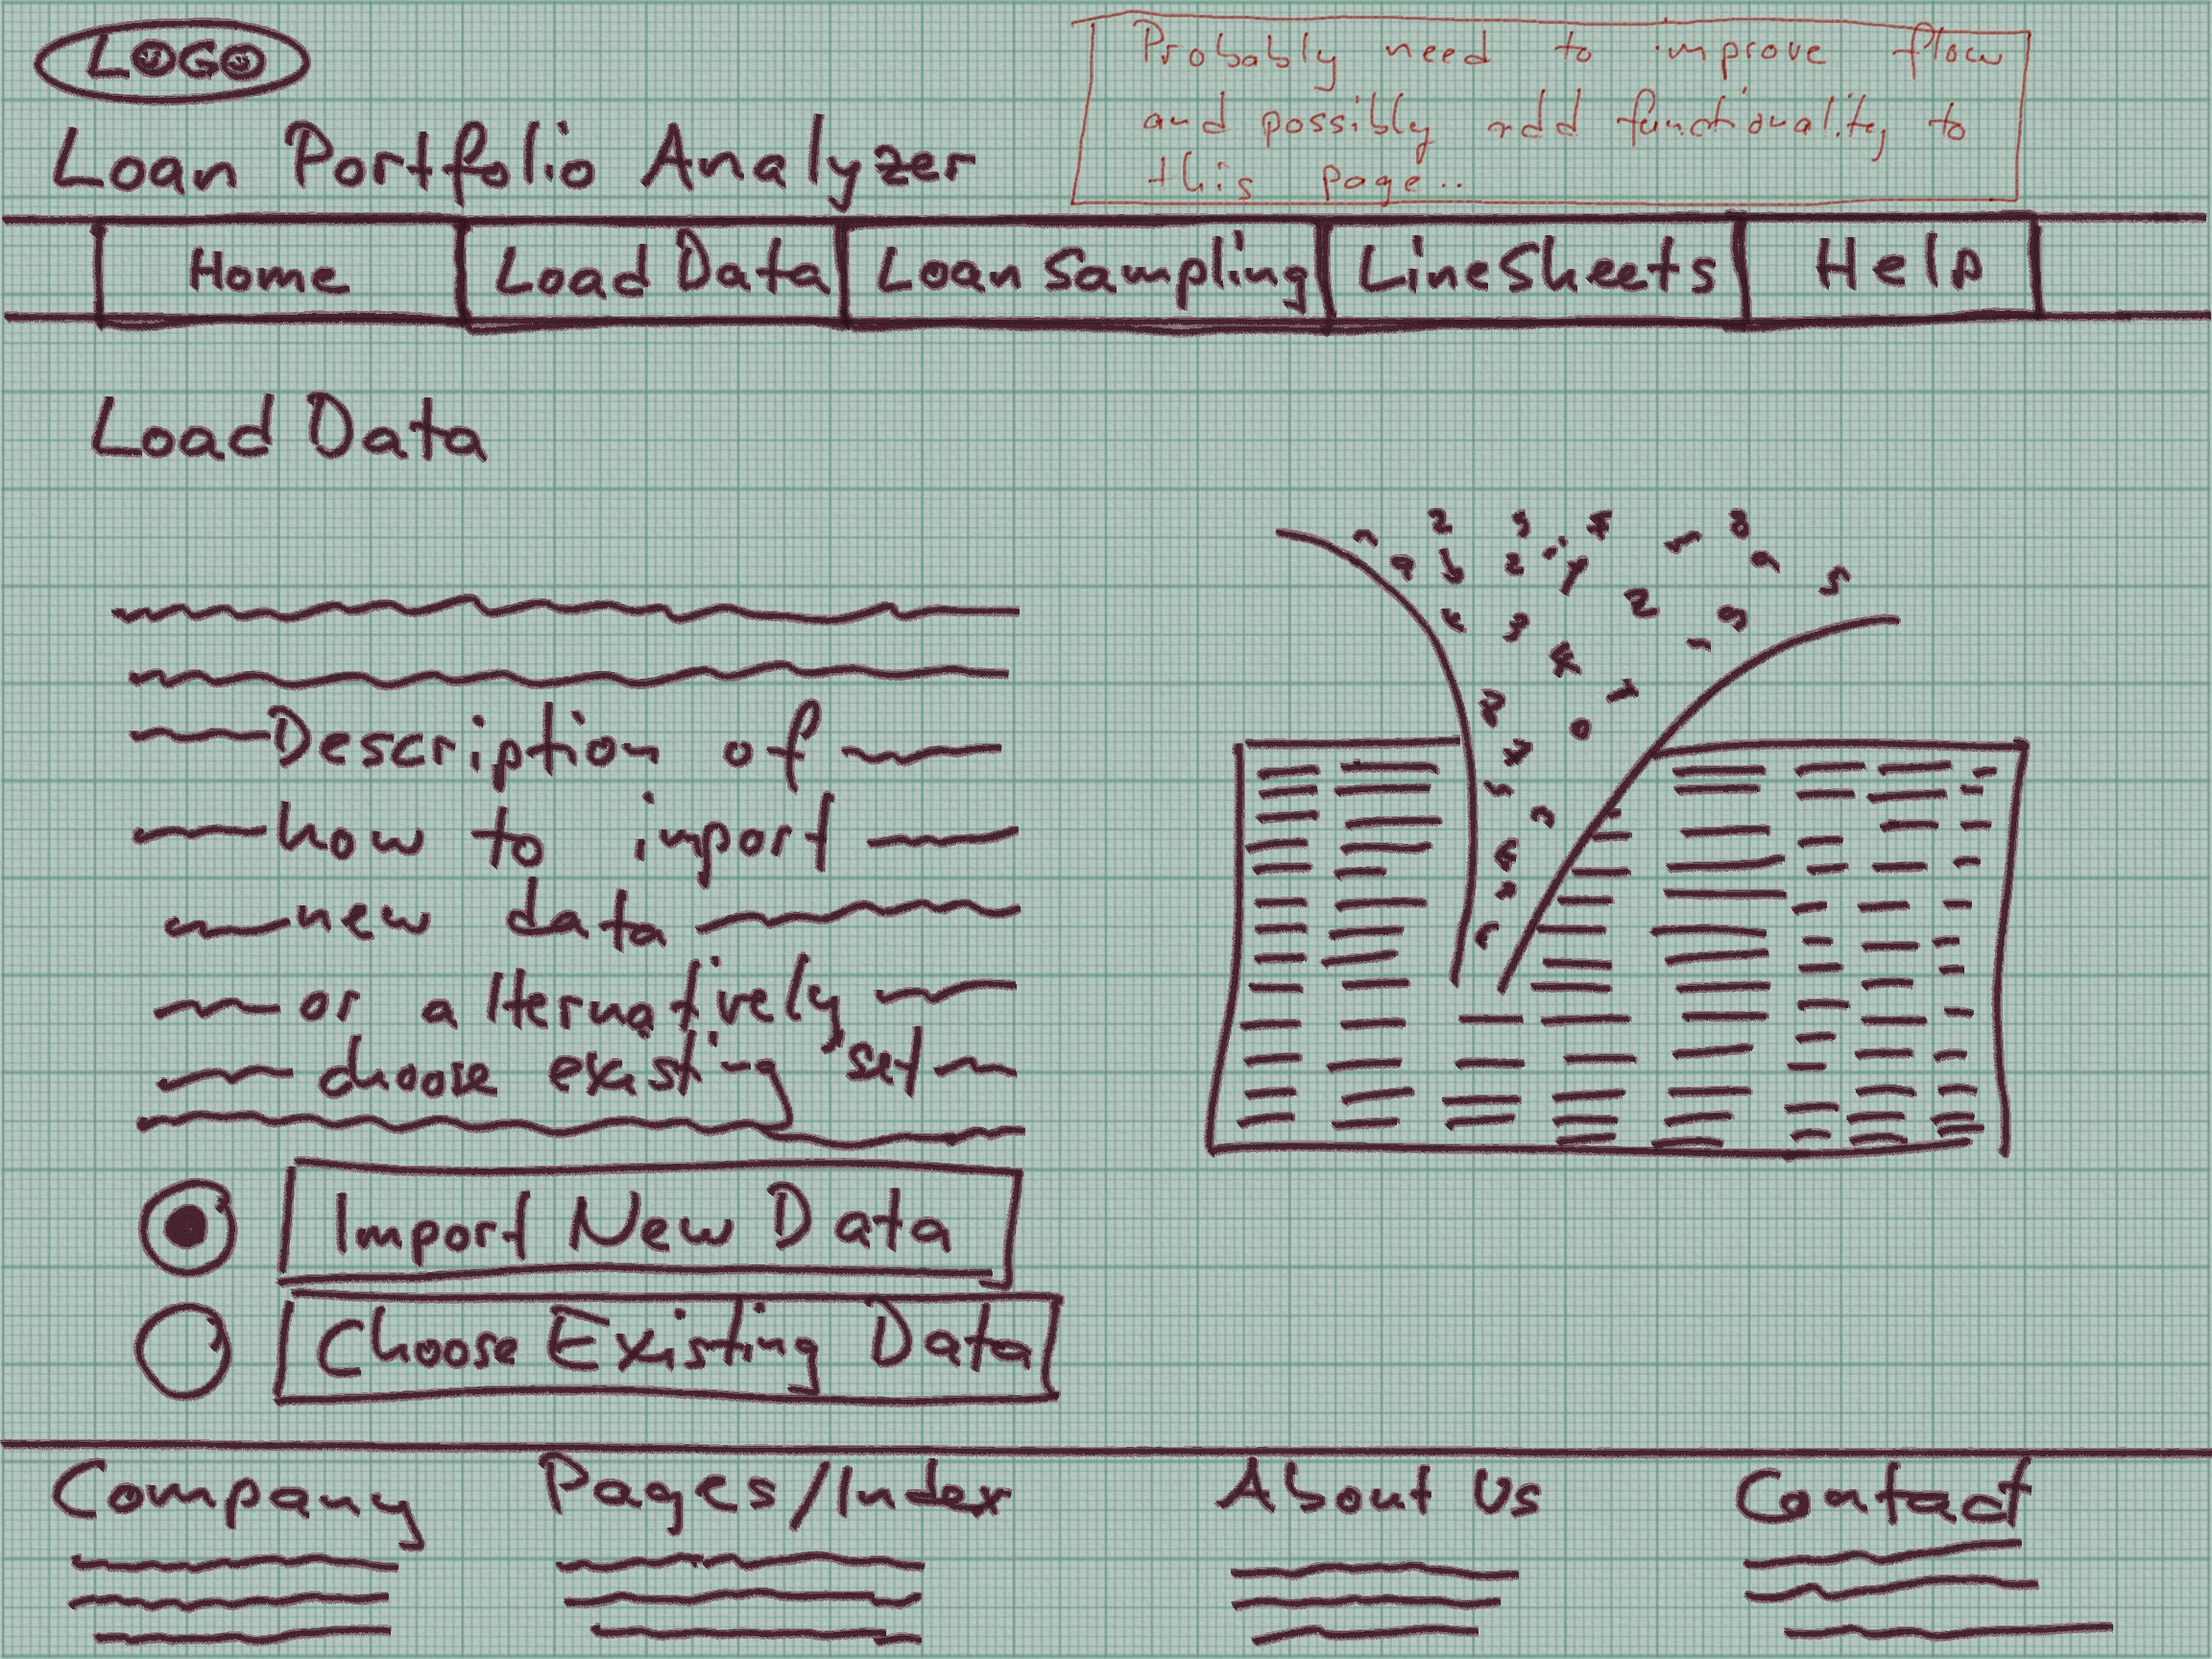 LOGO
Probably need to improve flow
and possibly add functionality to
this page..
Loan Portfolio Analyzer
Home
Load Data
Loan Sampling
LineSheets
Help
Load Data
Description of
how to import
new data
or alternatively
choose existing set
Import New Data
Choose Existing Data
Company
Pages/Index
About Us
Contact